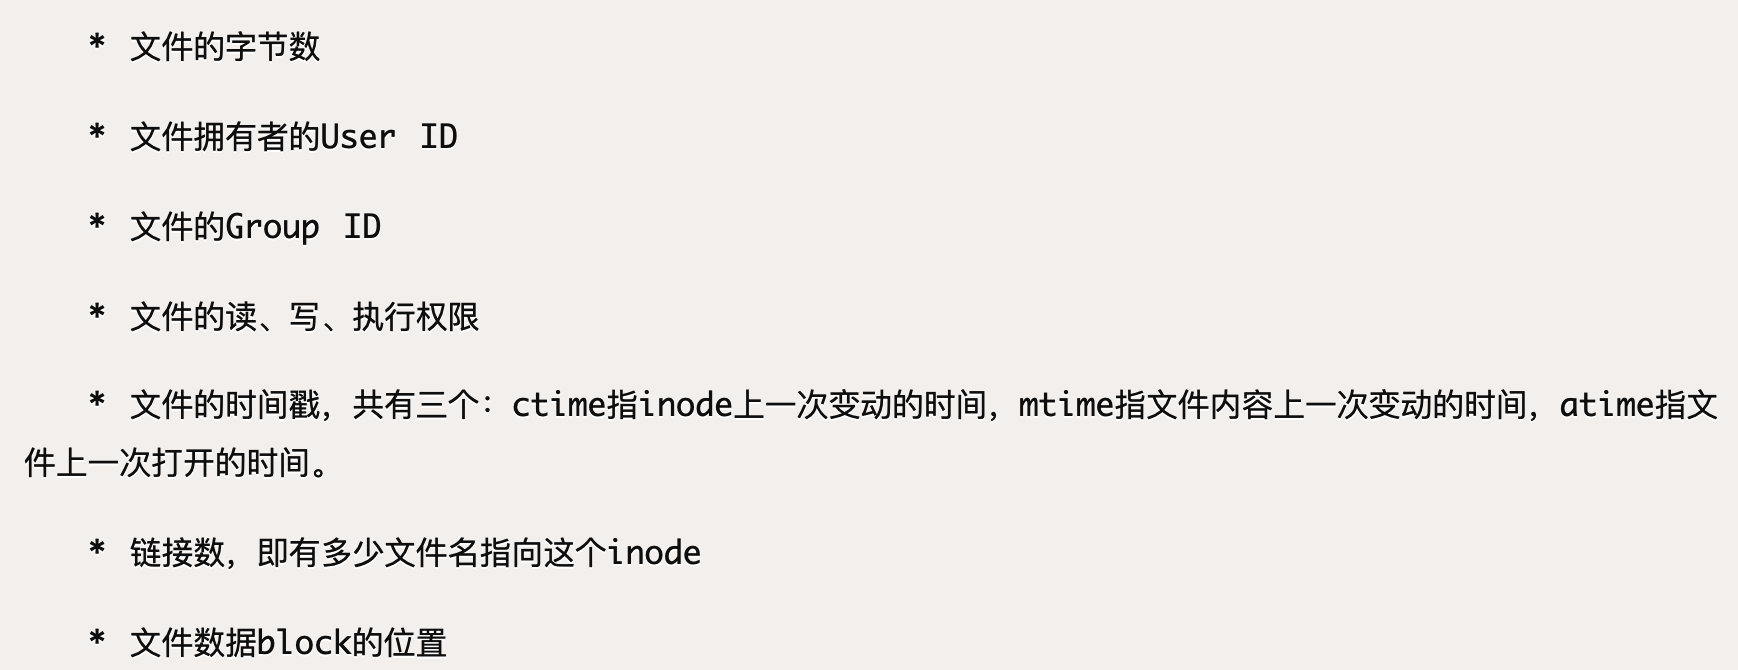 * 文件的字节数
* 文件拥有者的User ID
* 文件的Group ID
* 文件的读、写、执行权限
* 文件的时间戳，共有三个：ctime指inode上一次变动的时间，mtime指文件内容上一次变动的时间，atime指文
件上一次打开的时间。
* 链接数，即有多少文件名指向这个inode
* 文件数据block的位置